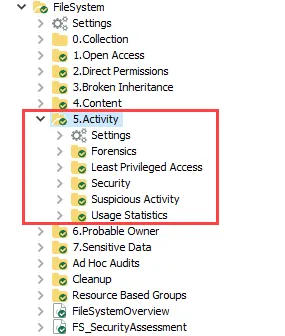 FileSystem
Settings
0.Collection
1.Open Access
2.Direct Permissions
3.Broken Inheritance
4.Content
5.Activity
Settings
Forensics
Least Privileged Access
Security
Suspicious Activity
Usage Statistics
6.Probable Owner
7.Sensitive Data
Ad Hoc Audits
Cleanup
Resource Based Groups
FileSystemOverview
FS_SecurityAssessment